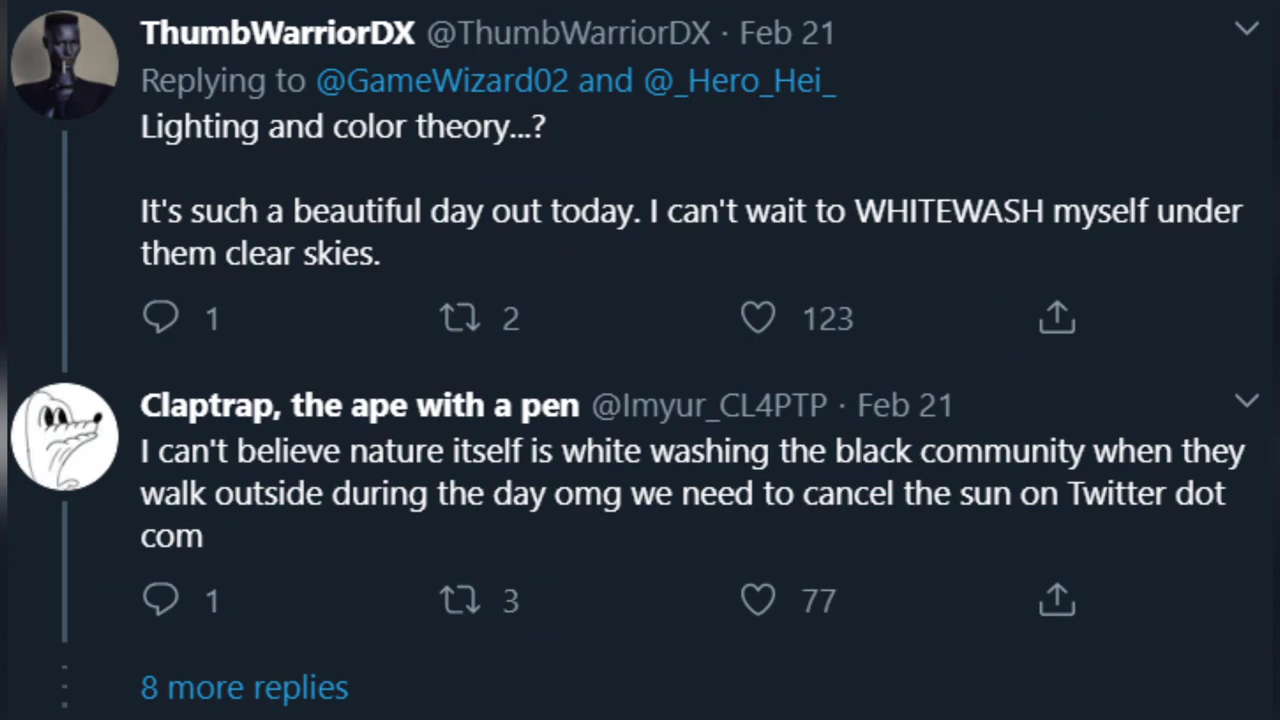 ThumbWarriorDX @ThumbWarriorDX · Feb 21
Replying to @GameWizard02 and @_Hero_Hei_
Lighting and color theory...?
It's such a beautiful day out today. I can't wait to WHITEWASH myself under
them clear skies.
1 2 123
Claptrap, the ape with a pen @Imyur_CL4PTP · Feb 21
I can't believe nature itself is white washing the black community when they
walk outside during the day omg we need to cancel the sun on Twitter dot
com
1 3 77
8 more replies